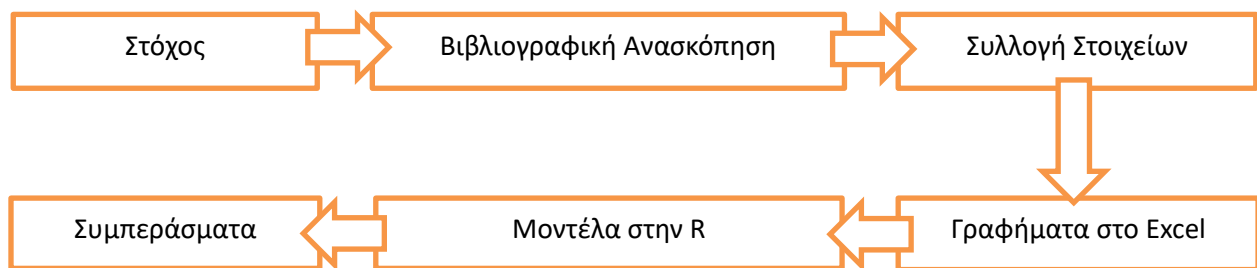 Στόχος
Βιβλιογραφική Ανασκόπηση
Συλλογή Στοιχείων
Γραφήματα στο Excel
Μοντέλα στην R
Συμπεράσματα